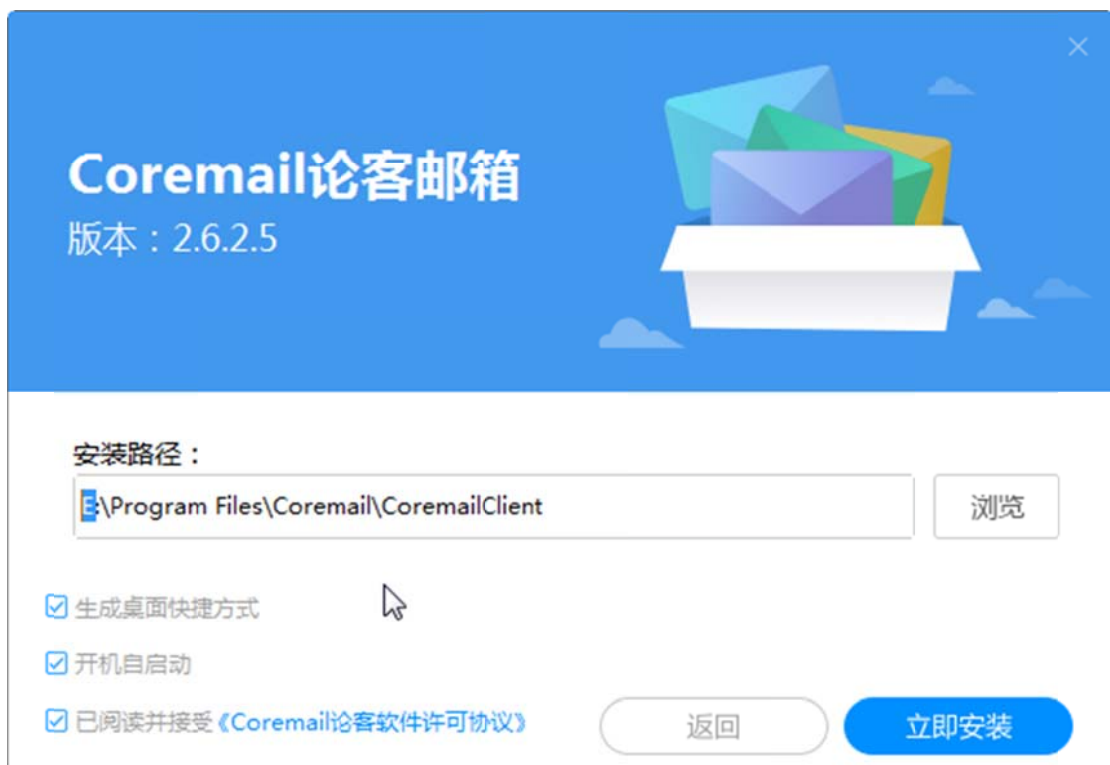 Coremail论客邮箱
版本：2.6.2.5
安装路径：
E:\Program Files\Coremail\CoremailClient
浏览
生成桌面快捷方式
开机自启动
已阅读并接受《Coremail论客软件许可协议》
返回
立即安装